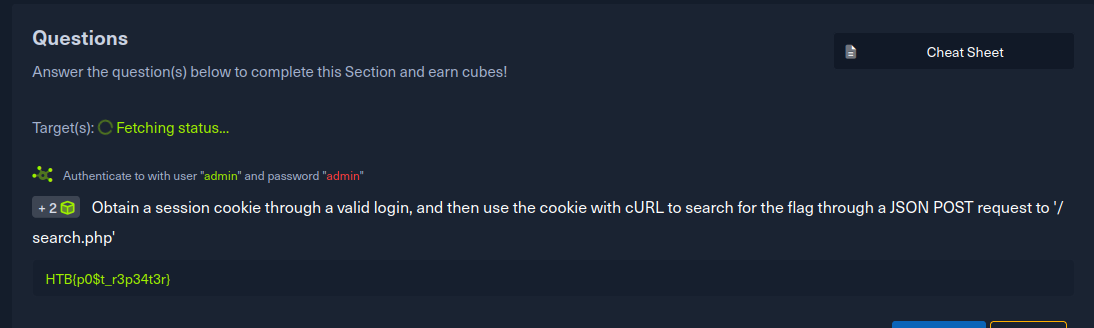 Questions
Cheat Sheet
Answer the question(s) below to complete this Section and earn cubes!
Target(s): Fetching status...
Authenticate to with user "admin" and password "admin"
+ 2 Obtain a session cookie through a valid login, and then use the cookie with cURL to search for the flag through a JSON POST request to '/
search.php'
HTB{p0$t_r3p34t3r}